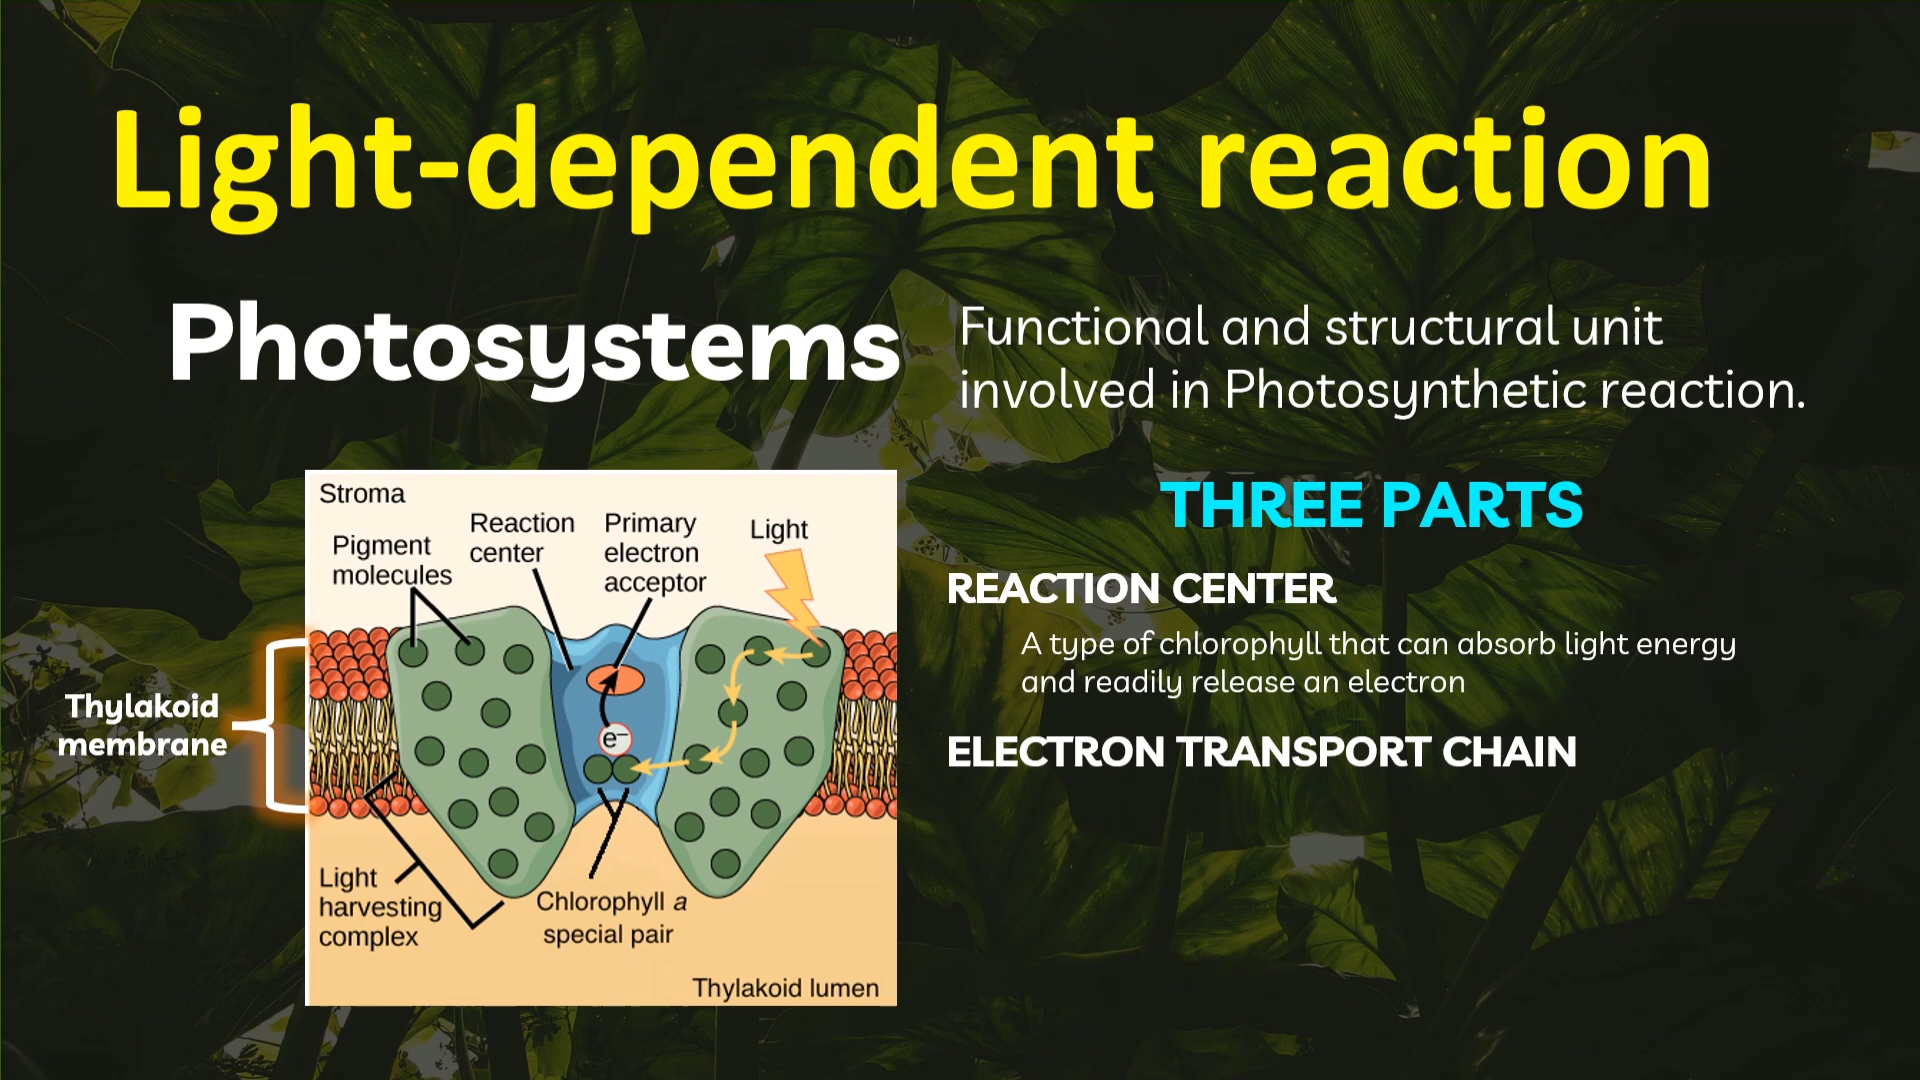 Light-dependent reaction
Photosystems
Functional and structural unit
involved in Photosynthetic reaction.
Stroma
Pigment
molecules
Reaction
center
Primary
electron
acceptor
Light
Thylakoid
membrane
e–
Light
harvesting
complex
Chlorophyll a
special pair
Thylakoid lumen
THREE PARTS
REACTION CENTER
A type of chlorophyll that can absorb light energy
and readily release an electron
ELECTRON TRANSPORT CHAIN